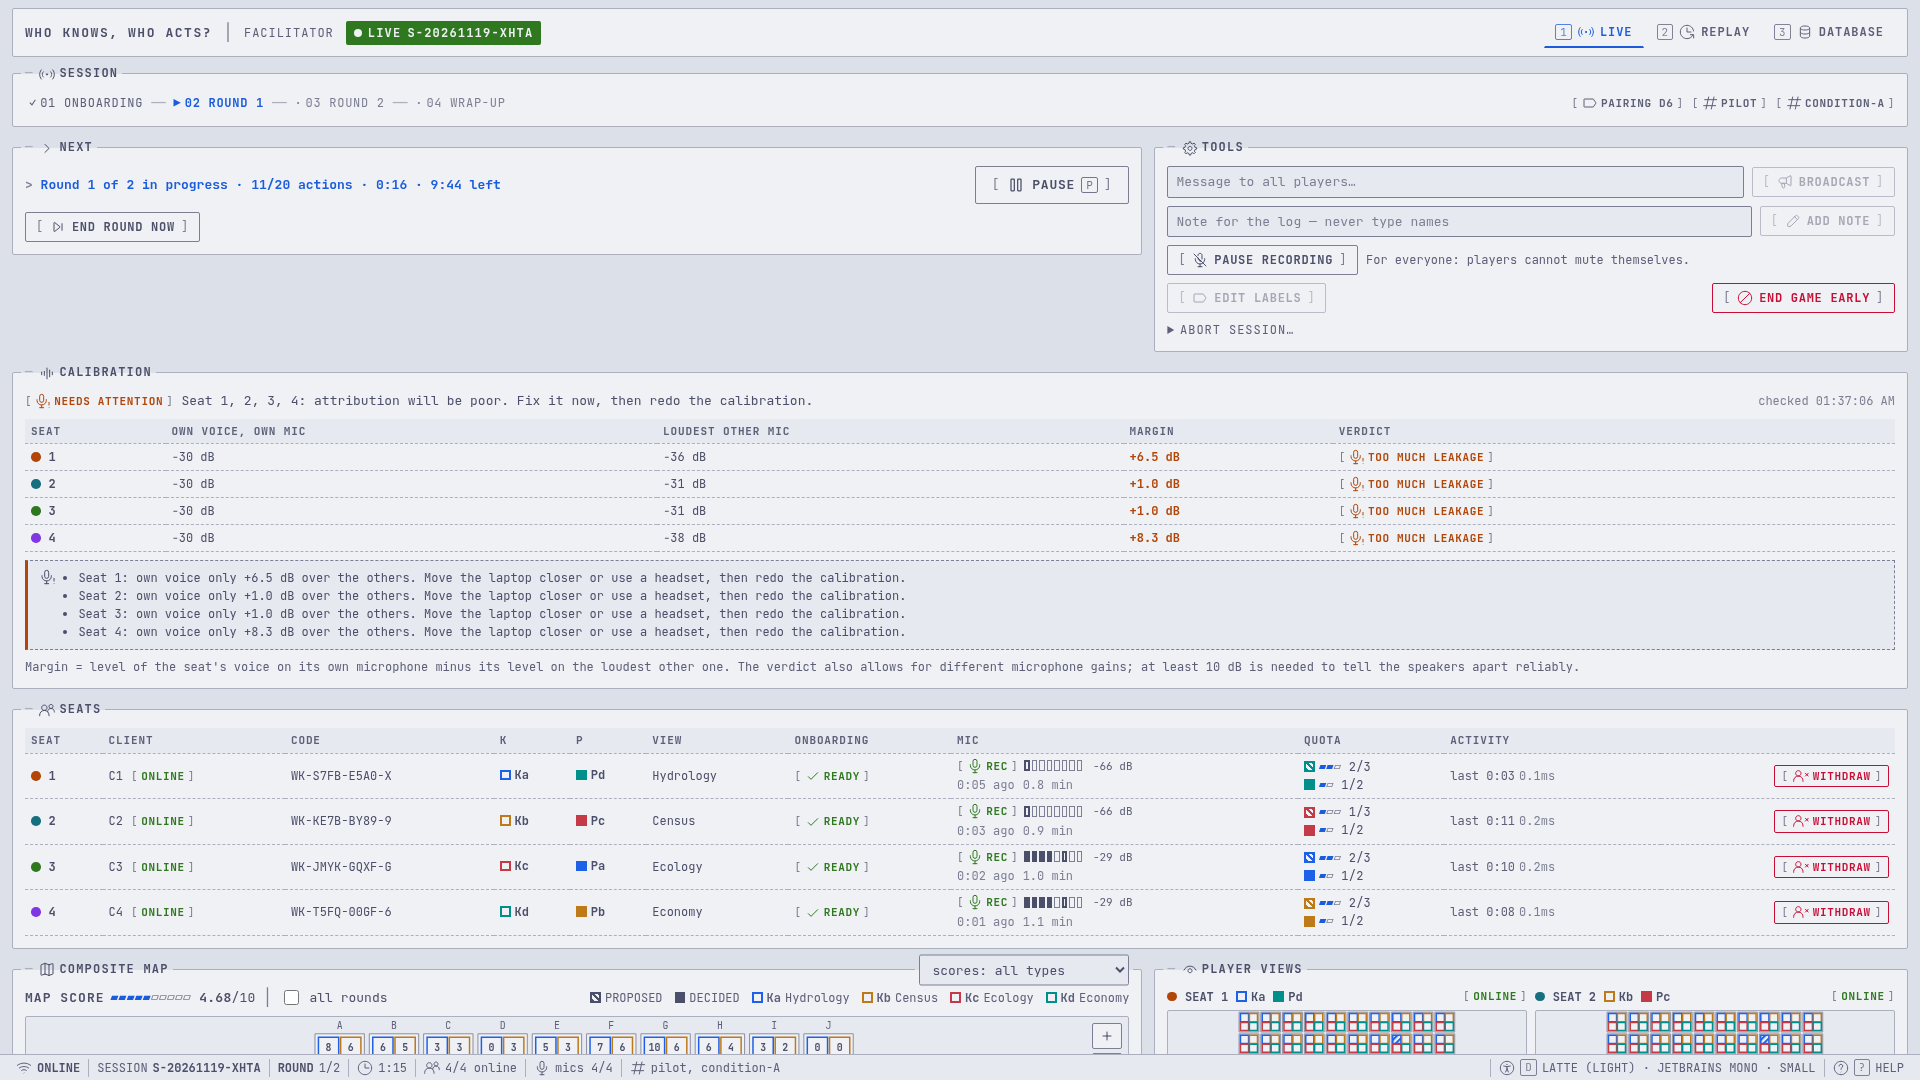 WHO KNOWS, WHO ACTS? FACILITATOR LIVE S-20261119-XHTA 1 LIVE 2 REPLAY 3 DATABASE
SESSION
01 ONBOARDING 02 ROUND 1 · 03 ROUND 2 · 04 WRAP-UP [ PAIRING D6 ] [ PILOT ] [ CONDITION-A ]
NEXT
> Round 1 of 2 in progress · 11/20 actions · 0:16 · 9:44 left [ PAUSE P ]
[ END ROUND NOW ]
TOOLS
Message to all players… [ BROADCAST ]
Note for the log — never type names [ ADD NOTE ]
[ PAUSE RECORDING ] For everyone: players cannot mute themselves.
[ EDIT LABELS ] [ END GAME EARLY ]
ABORT SESSION…
CALIBRATION
[ NEEDS ATTENTION ] Seat 1, 2, 3, 4: attribution will be poor. Fix it now, then redo the calibration. checked 01:37:06 AM
SEAT OWN VOICE, OWN MIC LOUDEST OTHER MIC MARGIN VERDICT
1 -30 dB -36 dB +6.5 dB [ TOO MUCH LEAKAGE ]
2 -30 dB -31 dB +1.0 dB [ TOO MUCH LEAKAGE ]
3 -30 dB -31 dB +1.0 dB [ TOO MUCH LEAKAGE ]
4 -30 dB -38 dB +8.3 dB [ TOO MUCH LEAKAGE ]
• Seat 1: own voice only +6.5 dB over the others. Move the laptop closer or use a headset, then redo the calibration.
• Seat 2: own voice only +1.0 dB over the others. Move the laptop closer or use a headset, then redo the calibration.
• Seat 3: own voice only +1.0 dB over the others. Move the laptop closer or use a headset, then redo the calibration.
• Seat 4: own voice only +8.3 dB over the others. Move the laptop closer or use a headset, then redo the calibration.
Margin = level of the seat's voice on its own microphone minus its level on the loudest other one. The verdict also allows for different microphone gains; at least 10 dB is needed to tell the speakers apart reliably.
SEATS
SEAT CLIENT CODE K P VIEW ONBOARDING MIC QUOTA ACTIVITY
1 C1 [ ONLINE ] WK-S7FB-E5A0-X Ka Pd Hydrology [ READY ] [ REC ] -66 dB 2/3 last 0:03 0.1ms [ WITHDRAW ]
0:05 ago 0.8 min 1/2
2 C2 [ ONLINE ] WK-KE7B-BY89-9 Kb Pc Census [ READY ] [ REC ] -66 dB 1/3 last 0:11 0.2ms [ WITHDRAW ]
0:03 ago 0.9 min 1/2
3 C3 [ ONLINE ] WK-JMYK-GQXF-G Kc Pa Ecology [ READY ] [ REC ] -29 dB 2/3 last 0:10 0.2ms [ WITHDRAW ]
0:02 ago 1.0 min 1/2
4 C4 [ ONLINE ] WK-T5FQ-00GF-6 Kd Pb Economy [ READY ] [ REC ] -29 dB 2/3 last 0:08 0.1ms [ WITHDRAW ]
0:01 ago 1.1 min 1/2
COMPOSITE MAP scores: all types
MAP SCORE 4.68/10 all rounds PROPOSED DECIDED Ka Hydrology Kb Census Kc Ecology Kd Economy
A B C D E F G H I J
8 6 6 5 3 3 0 3 5 3 7 6 10 6 6 4 3 2 0 0 +
PLAYER VIEWS
SEAT 1 Ka Pd [ ONLINE ] SEAT 2 Kb Pc [ ONLINE ]
ONLINE SESSION S-20261119-XHTA ROUND 1/2 1:15 4/4 online mics 4/4 pilot, condition-A D LATTE (LIGHT) · JETBRAINS MONO · SMALL ? HELP